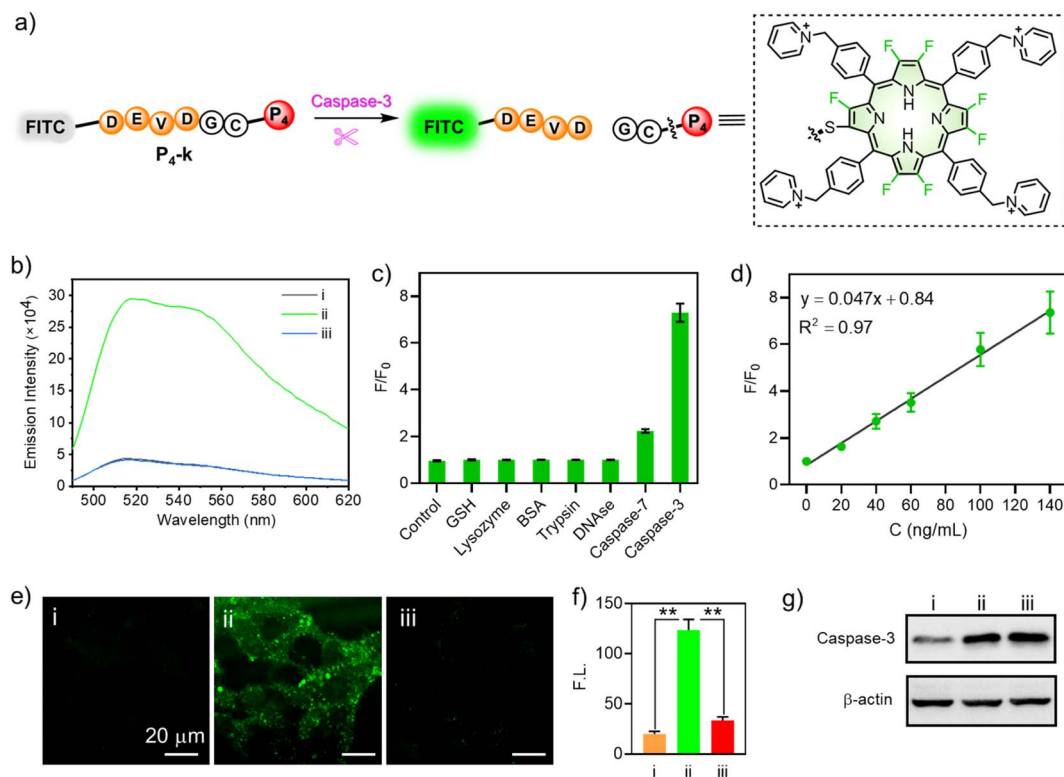 a)
FITC
D E V D G C P₄
P₄-k
Caspase-3
FITC
D E V D
G C P₄
N
+
F
F
N
+
F
NH
F
S
N
N
F
HN
N
+
F
F
N
+
b)
Emission Intensity (×10⁴)
30
25
20
15
10
5
0
500 520 540 560 580 600 620
Wavelength (nm)
i
ii
iii
c)
F/F₀
8
6
4
2
0
Control
GSH
Lysozyme
BSA
Trypsin
DNAse
Caspase-7
Caspase-3
d)
y = 0.047x + 0.84
R² = 0.97
F/F₀
8
6
4
2
0
0 20 40 60 80 100 120 140
C (ng/mL)
e)
i
20 μm
ii
iii
f)
F.L.
150
100
50
0
** **
i ii iii
g)
i ii iii
Caspase-3
β-actin